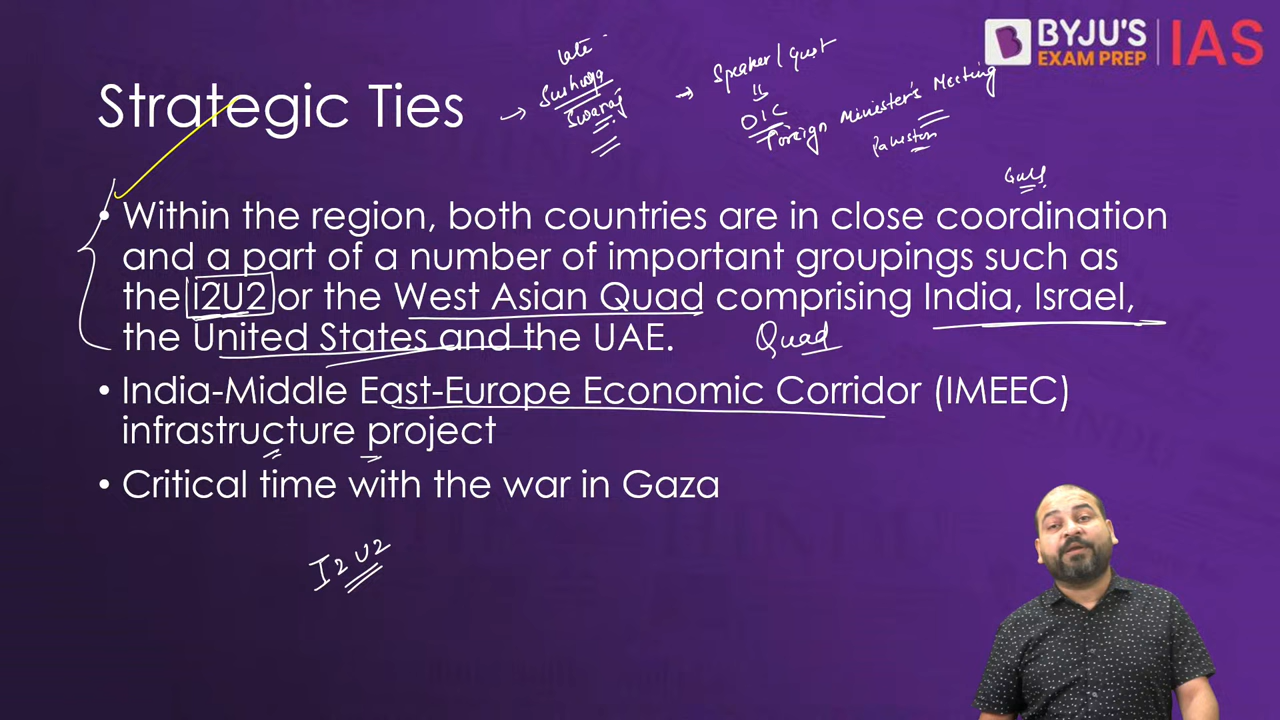 BYJU'S
EXAM PREP
IAS
late
Sushma
Swaraj
Speaker / Guest
OIC
Foreign Minister's Meeting
Pakistan
Strategic Ties
Gulf
• Within the region, both countries are in close coordination
and a part of a number of important groupings such as
the I2U2 or the West Asian Quad comprising India, Israel,
the United States and the UAE.
Quad
• India-Middle East-Europe Economic Corridor (IMEEC)
infrastructure project
• Critical time with the war in Gaza
I2U2